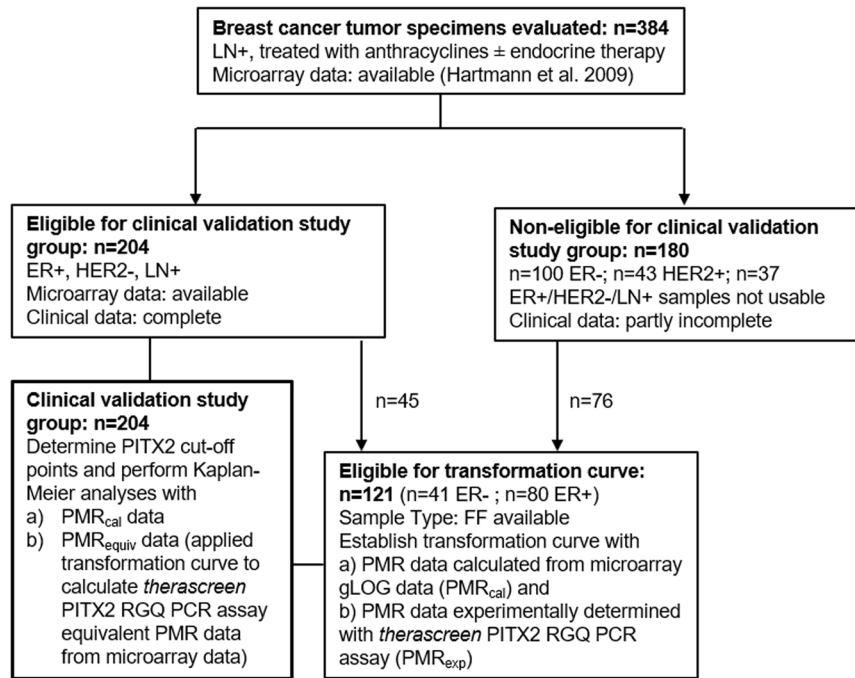 Breast cancer tumor specimens evaluated: n=384
LN+, treated with anthracyclines ± endocrine therapy
Microarray data: available (Hartmann et al. 2009)
Eligible for clinical validation study
group: n=204
ER+, HER2-, LN+
Microarray data: available
Clinical data: complete
Non-eligible for clinical validation
study group: n=180
n=100 ER-; n=43 HER2+; n=37
ER+/HER2-/LN+ samples not usable
Clinical data: partly incomplete
n=45
n=76
Clinical validation study
group: n=204
Determine PITX2 cut-off
points and perform Kaplan-
Meier analyses with
a) PMRcal data
b) PMRequiv data (applied
transformation curve to
calculate therascreen
PITX2 RGQ PCR assay
equivalent PMR data
from microarray data)
Eligible for transformation curve:
n=121 (n=41 ER- ; n=80 ER+)
Sample Type: FF available
Establish transformation curve with
a) PMR data calculated from microarray
gLOG data (PMRcal) and
b) PMR data experimentally determined
with therascreen PITX2 RGQ PCR
assay (PMRexp)